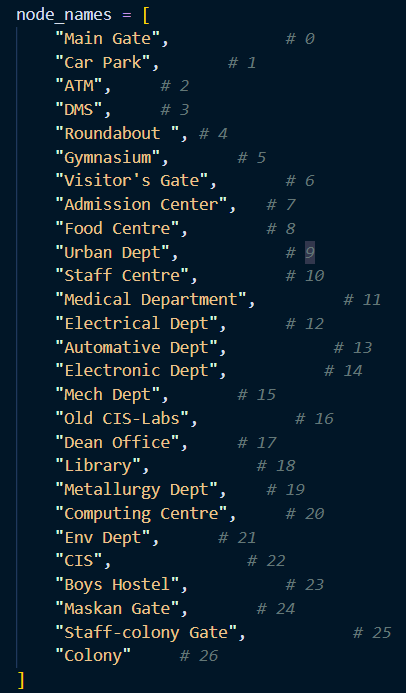 node_names = [
"Main Gate", # 0
"Car Park", # 1
"ATM", # 2
"DMS", # 3
"Roundabout ", # 4
"Gymnasium", # 5
"Visitor's Gate", # 6
"Admission Center", # 7
"Food Centre", # 8
"Urban Dept", # 9
"Staff Centre", # 10
"Medical Department", # 11
"Electrical Dept", # 12
"Automative Dept", # 13
"Electronic Dept", # 14
"Mech Dept", # 15
"Old CIS-Labs", # 16
"Dean Office", # 17
"Library", # 18
"Metallurgy Dept", # 19
"Computing Centre", # 20
"Env Dept", # 21
"CIS", # 22
"Boys Hostel", # 23
"Maskan Gate", # 24
"Staff-colony Gate", # 25
"Colony" # 26
]